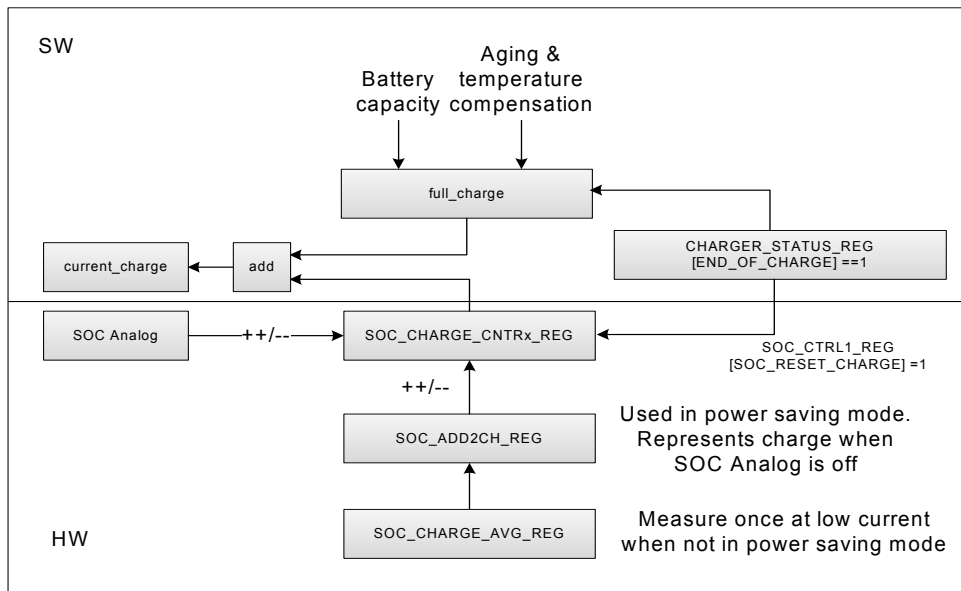 SW
Battery
capacity
Aging &
temperature
compensation
full_charge
CHARGER_STATUS_REG
[END_OF_CHARGE] ==1
current_charge
add
SOC Analog
++/--
SOC_CHARGE_CNTRx_REG
SOC_CTRL1_REG
[SOC_RESET_CHARGE] =1
++/--
SOC_ADD2CH_REG
Used in power saving mode.
Represents charge when
SOC Analog is off
HW
SOC_CHARGE_AVG_REG
Measure once at low current
when not in power saving mode